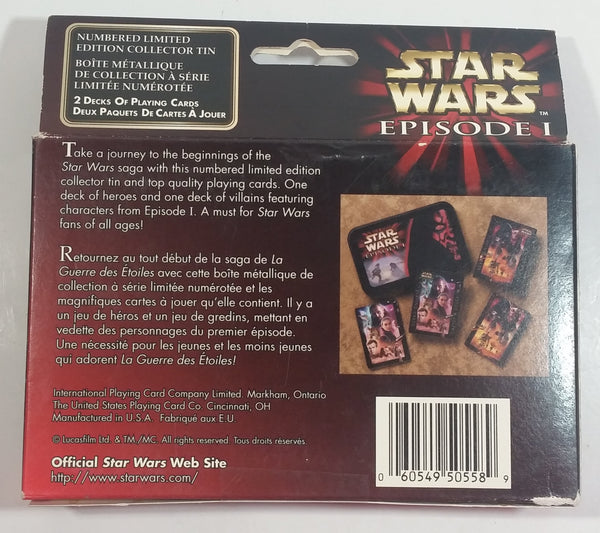 NUMBERED LIMITED
EDITION COLLECTOR TIN
BOÎTE MÉTALLIQUE
DE COLLECTION À SÉRIE
LIMITÉE NUMÉROTÉE
2 DECKS OF PLAYING CARDS
DEUX PAQUETS DE CARTES À JOUER
STAR
WARS
EPISODE I
TM
Take a journey to the beginnings of the
Star Wars saga with this numbered limited edition
collector tin and top quality playing cards. One
deck of heroes and one deck of villains featuring
characters from Episode I. A must for Star Wars
fans of all ages!
Retournez au tout début de la saga de La
Guerre des Étoiles avec cette boîte métallique de
collection à série limitée numérotée et les
magnifiques cartes à jouer qu'elle contient. Il y a
un jeu de héros et un jeu de gredins, mettant en
vedette des personnages du premier épisode.
Une nécessité pour les jeunes et les moins jeunes
qui adorent La Guerre des Étoiles!
STAR
WARS
EPISODE I
International Playing Card Company Limited. Markham, Ontario
The United States Playing Card Co. Cincinnati, OH
Manufactured in U.S.A. Fabriqué aux E.U.
© Lucasfilm Ltd. & TM./MC. All rights reserved. Tous droits réservés.
Official Star Wars Web Site
http://www.starwars.com/
0 60549 50558 9